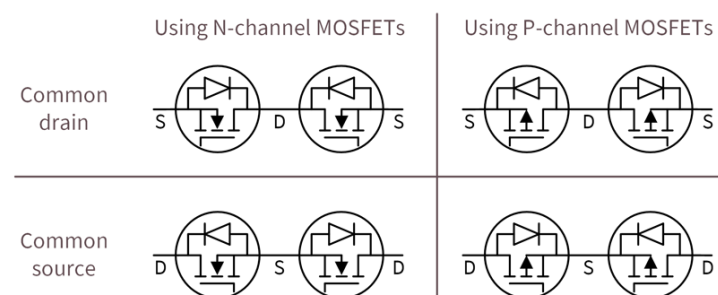 Using N-channel MOSFETs
Using P-channel MOSFETs
Common
drain
S D S
S D S
Common
source
D S D
D S D